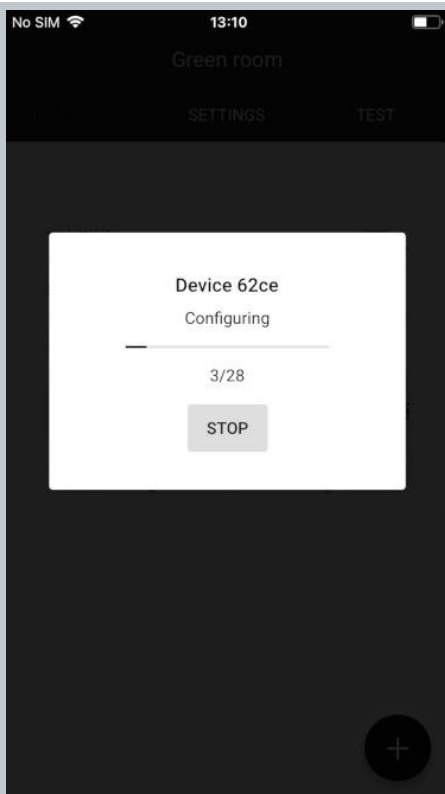 No SIM 13:10
Green room
SETTINGS TEST
Device 62ce
Configuring
3/28
STOP
+